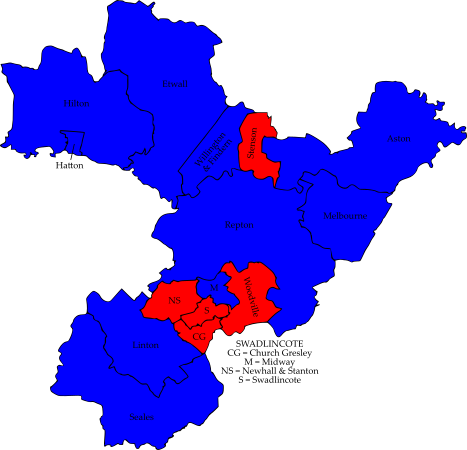 Etwall
Hilton
Hatton
Willington
& Findern
Stenson
Aston
Melbourne
Repton
Woodville
M
NS
S
CG
Linton
Seales
SWADLINCOTE
CG = Church Gresley
M = Midway
NS = Newhall & Stanton
S = Swadlincote